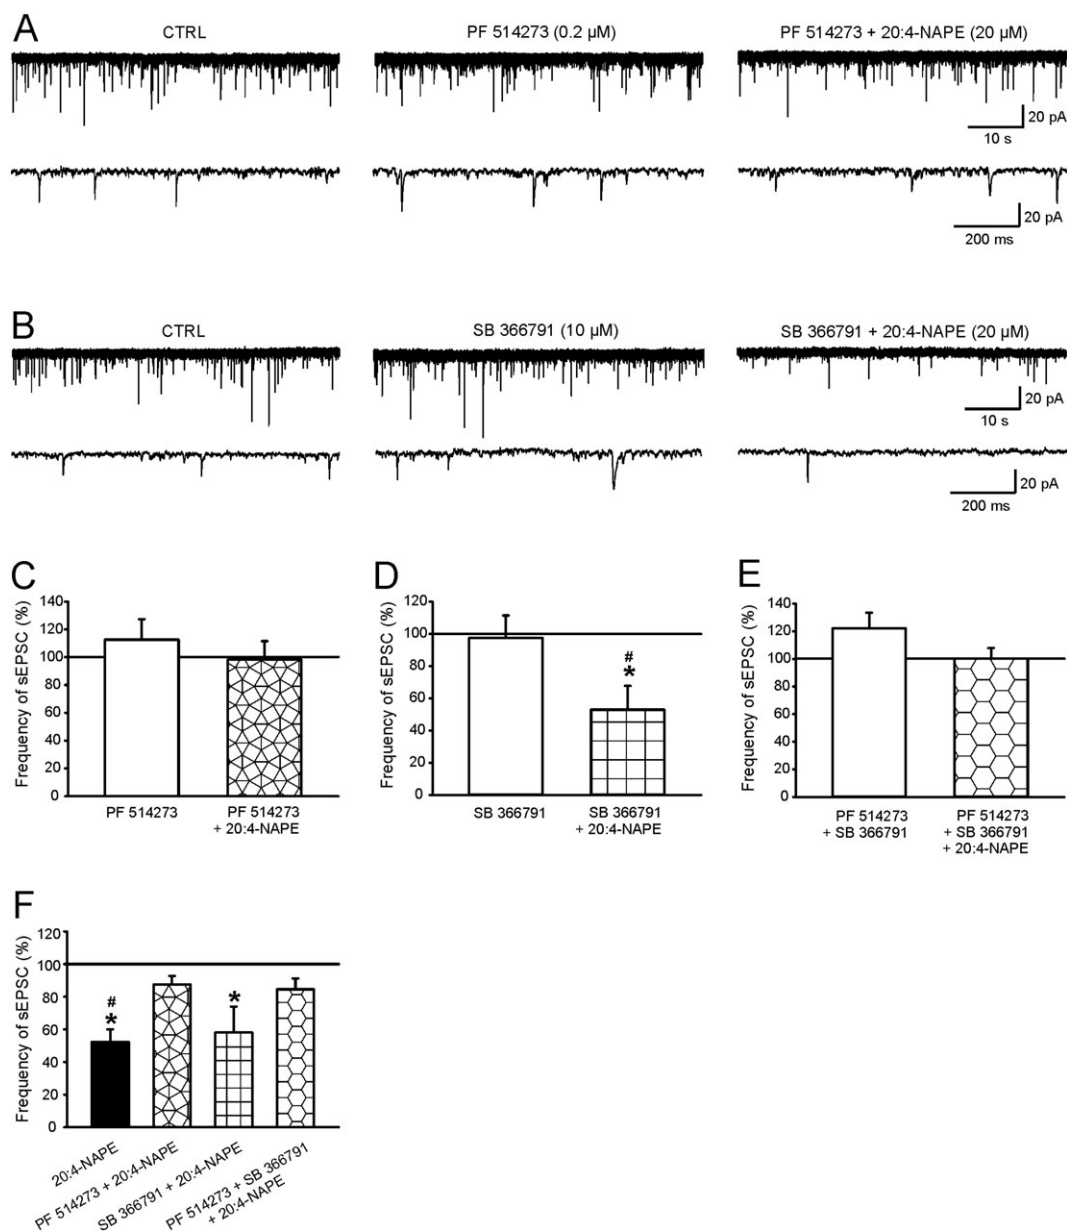 A
CTRL
PF 514273 (0.2 µM)
PF 514273 + 20:4-NAPE (20 µM)
20 pA
10 s
20 pA
200 ms
B
CTRL
SB 366791 (10 µM)
SB 366791 + 20:4-NAPE (20 µM)
20 pA
10 s
20 pA
200 ms
C
Frequency of sEPSC (%)
140
120
100
80
60
40
20
0
PF 514273
PF 514273
+ 20:4-NAPE
D
Frequency of sEPSC (%)
120
100
80
60
40
20
0
#
*
SB 366791
SB 366791
+ 20:4-NAPE
E
Frequency of sEPSC (%)
140
120
100
80
60
40
20
0
PF 514273
+ SB 366791
PF 514273
+ SB 366791
+ 20:4-NAPE
F
Frequency of sEPSC (%)
120
100
80
60
40
20
0
#
*
*
20:4-NAPE
PF 514273 + 20:4-NAPE
SB 366791 + 20:4-NAPE
PF 514273 + SB 366791
+ 20:4-NAPE